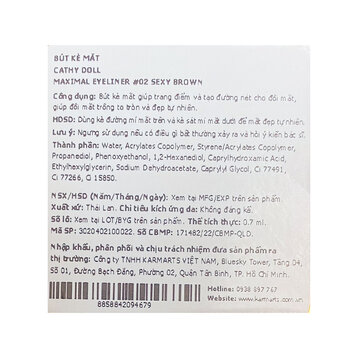 BÚT KẺ MẮT
CATHY DOLL
MAXIMAL EYELINER #02 SEXY BROWN
Công dụng: Bút kẻ mắt giúp trang điểm và tạo đường nét cho đôi mắt,
giúp đôi mắt trông to tròn và đẹp tự nhiên.
HDSD: Dùng kẻ đường mí mắt trên và kẻ sát mí mắt dưới để mắt đẹp tự nhiên.
Lưu ý: Ngưng sử dụng nếu có điều gì bất thường xảy ra và hỏi ý kiến bác sĩ.
Thành phần: Water, Acrylates Copolymer, Styrene/Acrylates Copolymer,
Propanediol, Phenoxyethanol, 1,2-Hexanediol, Caprylhydroxamic Acid,
Ethylhexylglycerin, Sodium Dehydroacetate, Caprylyl Glycol, CI 77491,
CI 77266, CI 15850.
NSX/HSD (Năm/Tháng/Ngày): Xem tại MFG/EXP trên sản phẩm.
Xuất xứ: Thái Lan. Chỉ tiêu kích ứng da: Không đáng kể.
Số lô: Xem tại LOT/BYG trên sản phẩm. Thể tích thực: 0.7 ml.
Mã SP: 3020402100022. Số CBMP: 171482/22/CBMP-QLD.
Nhập khẩu, phân phối và chịu trách nhiệm đưa sản phẩm ra
thị trường: Công ty TNHH KARMARTS VIỆT NAM, Bluesky Tower, Tầng 04,
Số 01, Đường Bạch Đằng, Phường 02, Quận Tân Bình, TP. Hồ Chí Minh.
Hotline: 0938 897 767
Website: www.karmarts.com.vn
8858842094679